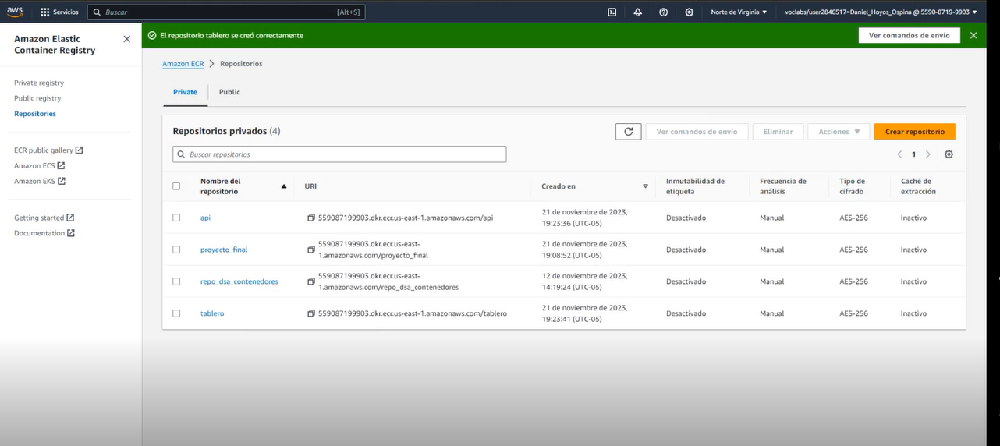 aws
Servicios
Buscar
[Alt+S]
Norte de Virginia
voclabs/user2846517=Daniel_Hoyos_Ospina @ 5590-8719-9903
Amazon Elastic
Container Registry
Private registry
Public registry
Repositories
ECR public gallery
Amazon ECS
Amazon EKS
Getting started
Documentation
El repositorio tablero se creó correctamente
Ver comandos de envío
Amazon ECR
Repositorios
Private
Public
Repositorios privados (4)
Ver comandos de envío
Eliminar
Acciones
Crear repositorio
Buscar repositorios
1
Nombre del
repositorio
URI
Creado en
Inmutabilidad de
etiqueta
Frecuencia de
análisis
Tipo de
cifrado
Caché de
extracción
api
559087199903.dkr.ecr.us-east-1.amazonaws.com/api
21 de noviembre de 2023,
19:23:36 (UTC-05)
Desactivado
Manual
AES-256
Inactivo
proyecto_final
559087199903.dkr.ecr.us-east-
1.amazonaws.com/proyecto_final
21 de noviembre de 2023,
19:08:52 (UTC-05)
Desactivado
Manual
AES-256
Inactivo
repo_dsa_contenedores
559087199903.dkr.ecr.us-east-
1.amazonaws.com/repo_dsa_contenedores
12 de noviembre de 2023,
14:19:24 (UTC-05)
Desactivado
Manual
AES-256
Inactivo
tablero
559087199903.dkr.ecr.us-east-1.amazonaws.com/tablero
21 de noviembre de 2023,
19:23:41 (UTC-05)
Desactivado
Manual
AES-256
Inactivo